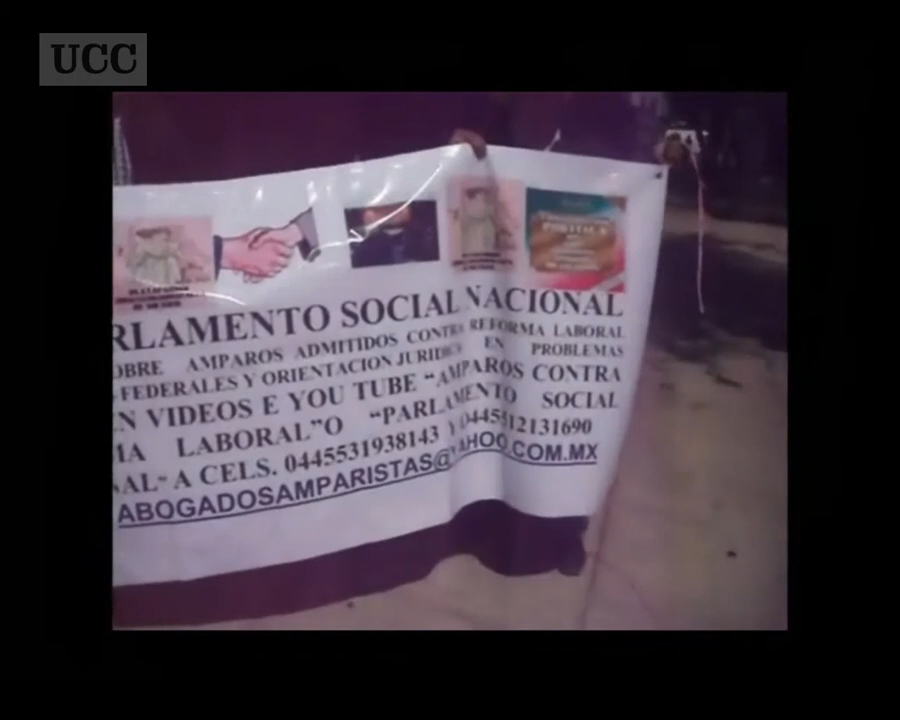 UCC
RLAMENTO SOCIAL NACIONAL
OBRE AMPAROS ADMITIDOS CONTRA REFORMA LABORAL
FEDERALES Y ORIENTACION JURIDICA EN PROBLEMAS
N VIDEOS E YOU TUBE “AMPAROS CONTRA
MA LABORAL”O “PARLAMENTO SOCIAL
NAL” A CELS. 0445531938143 Y 0445512131690
ABOGADOSAMPARISTAS@YAHOO.COM.MX